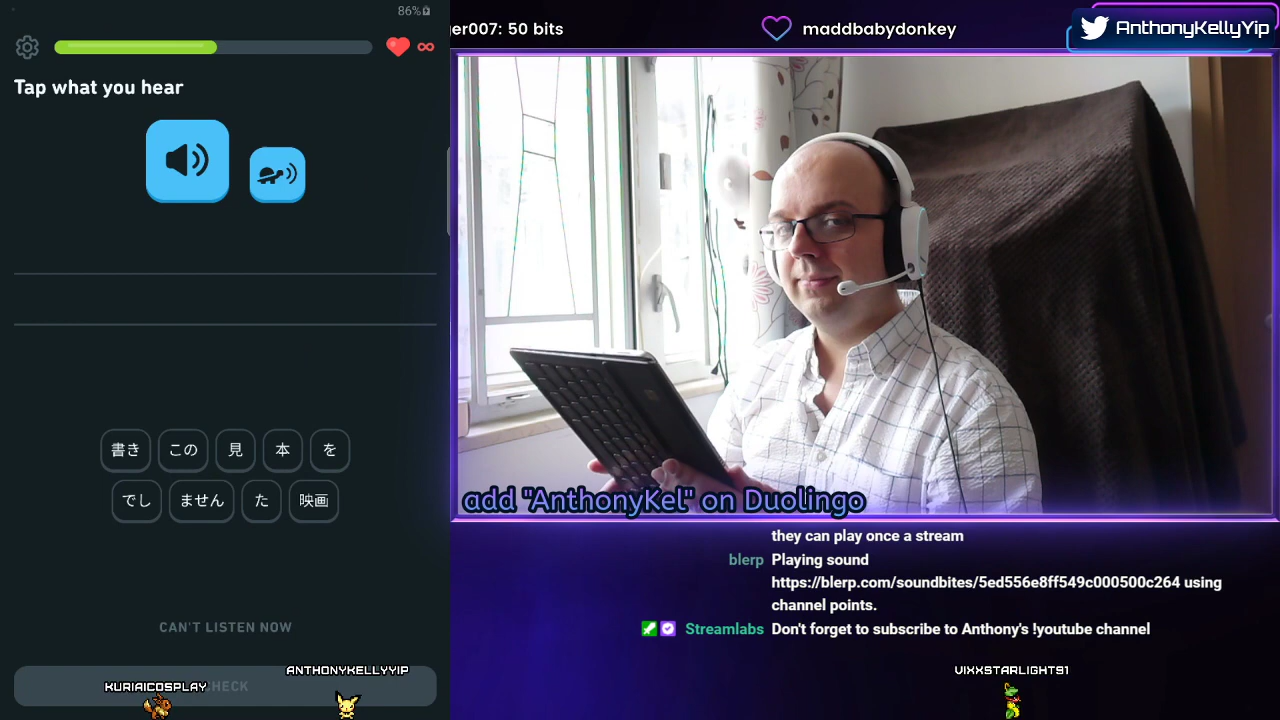 86%
Tap what you hear
書き この 見 本 を
でし ません た 映画
CAN'T LISTEN NOW
CHECK
KURIAICOSPLAY
ANTHONYKELLYYIP
ger007: 50 bits
maddbabydonkey
AnthonyKellyYip
add "AnthonyKel" on Duolingo
they can play once a stream
blerp Playing sound
https://blerp.com/soundbites/5ed556e8ff549c000500c264 using
channel points.
Streamlabs Don't forget to subscribe to Anthony's !youtube channel
VIXXSTARLIGHT91